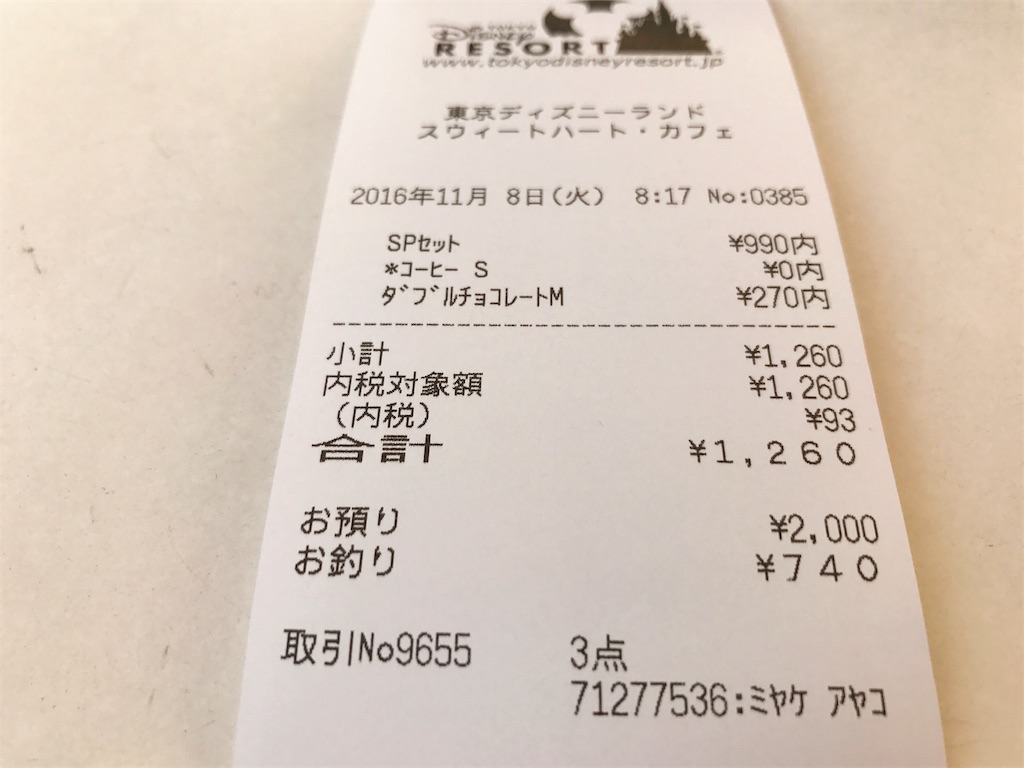 Disney
RESORT
www.tokyodisneyresort.jp
東京ディズニーランド
スウィートハート・カフェ
2016年11月 8日(火) 8:17 No:0385
SPセット ¥990内
*コーヒー S ¥0内
ダブルチョコレートM ¥270内
小計 ¥1,260
内税対象額 ¥1,260
(内税) ¥93
合計 ¥1,260
お預り ¥2,000
お釣り ¥740
取引No9655 3点
71277536:ミヤケ アヤコ